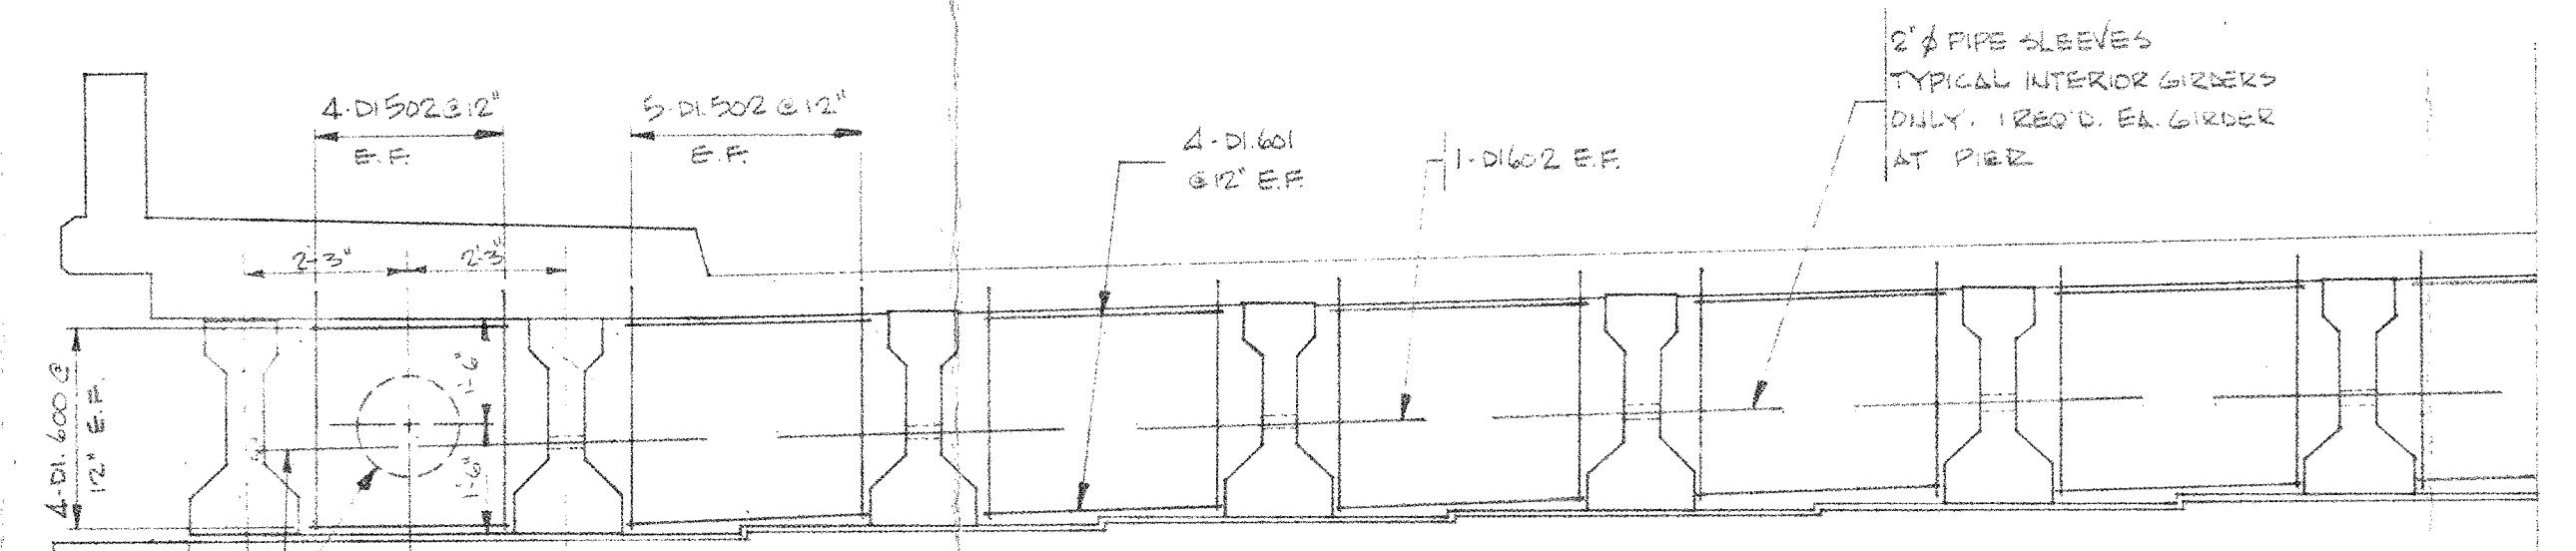 4-D1502@12"
E.F.
5-D1.502@12"
E.F.
4-D1.601
@12" E.F.
1-D1602 E.F.
2"ϕ PIPE SLEEVES
TYPICAL INTERIOR GIRDERS
ONLY. 1 REQ'D. EA. GIRDER
AT PIER
2'-3"
2'-3"
1'-6"
1'-6"
4-D1.600@
12" E.F.